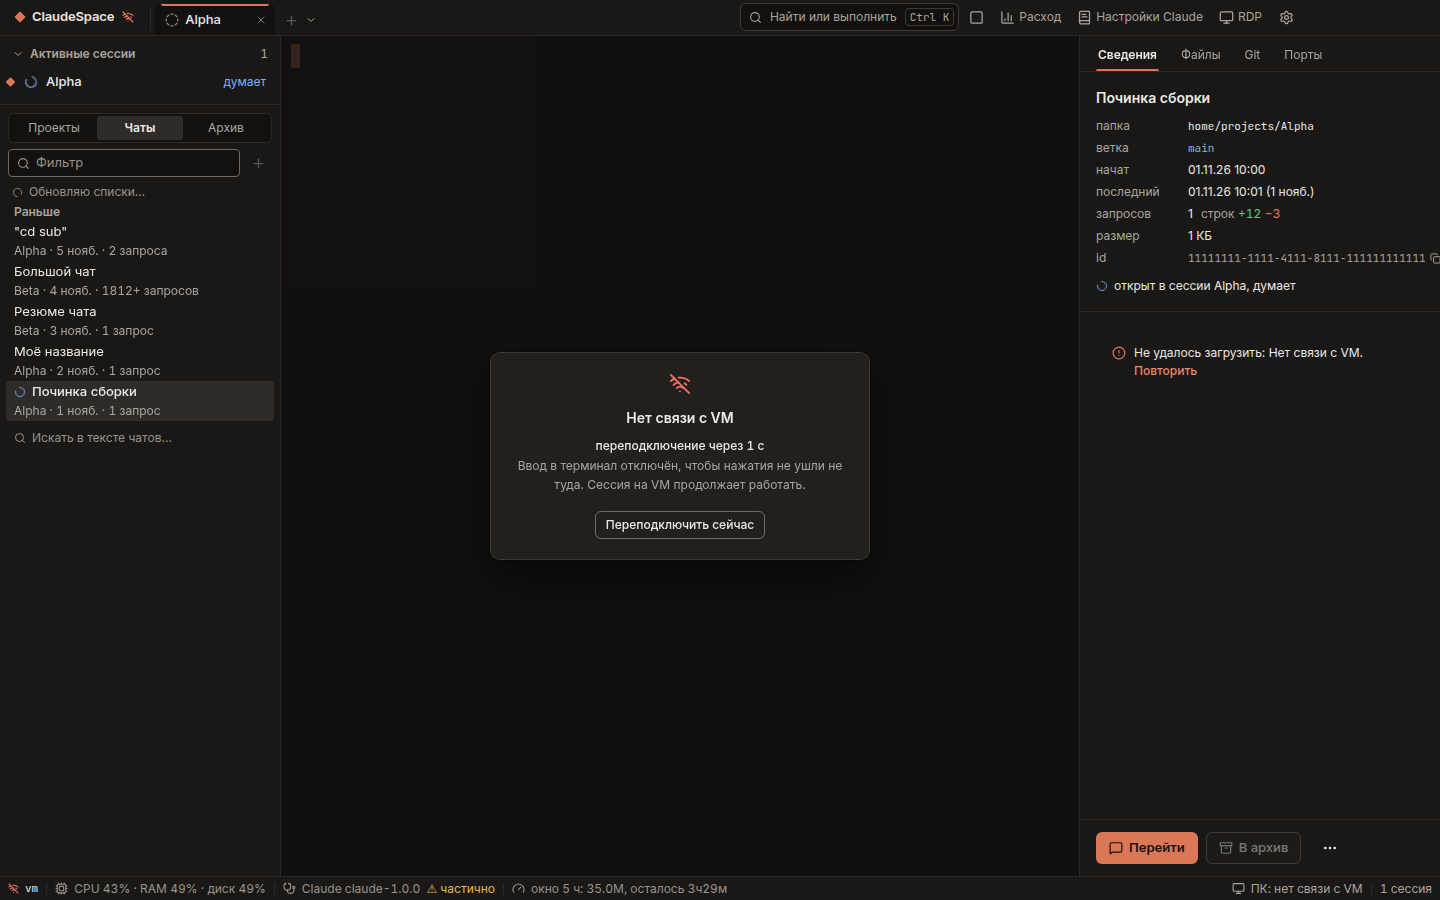 ClaudeSpace
Alpha
Найти или выполнить Ctrl K
Расход
Настройки Claude
RDP
Активные сессии 1
Alpha думает
Проекты Чаты Архив
Фильтр
Обновляю списки...
Раньше
"cd sub"
Alpha · 5 нояб. · 2 запроса
Большой чат
Beta · 4 нояб. · 1812+ запросов
Резюме чата
Beta · 3 нояб. · 1 запрос
Моё название
Alpha · 2 нояб. · 1 запрос
Починка сборки
Alpha · 1 нояб. · 1 запрос
Искать в тексте чатов...
Нет связи с VM
переподключение через 1 с
Ввод в терминал отключён, чтобы нажатия не ушли не
туда. Сессия на VM продолжает работать.
Переподключить сейчас
Сведения Файлы Git Порты
Починка сборки
папка home/projects/Alpha
ветка main
начат 01.11.26 10:00
последний 01.11.26 10:01 (1 нояб.)
запросов 1 строк +12 −3
размер 1 КБ
id 11111111-1111-4111-8111-111111111111
открыт в сессии Alpha, думает
Не удалось загрузить: Нет связи с VM.
Повторить
Перейти В архив
vm CPU 43% · RAM 49% · диск 49% Claude claude-1.0.0 ⚠ частично окно 5 ч: 35.0M, осталось 3ч29м ПК: нет связи с VM 1 сессия